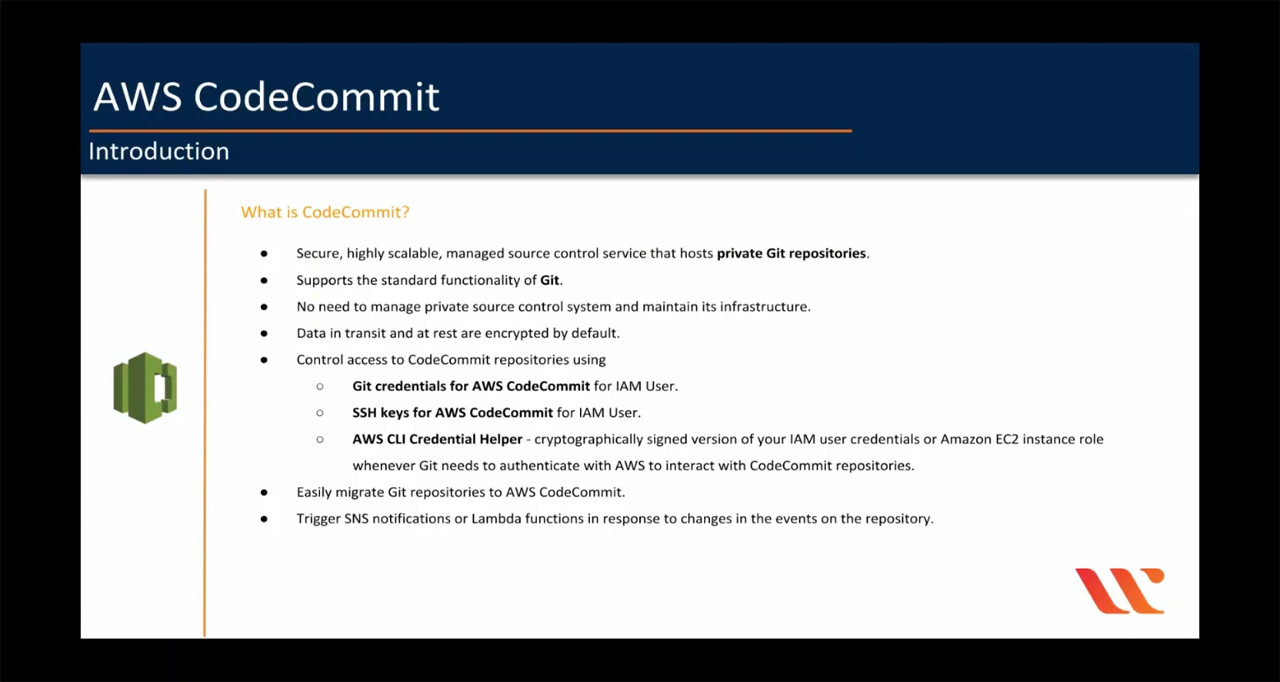 AWS CodeCommit
Introduction
What is CodeCommit?
● Secure, highly scalable, managed source control service that hosts private Git repositories.
● Supports the standard functionality of Git.
● No need to manage private source control system and maintain its infrastructure.
● Data in transit and at rest are encrypted by default.
● Control access to CodeCommit repositories using
○ Git credentials for AWS CodeCommit for IAM User.
○ SSH keys for AWS CodeCommit for IAM User.
○ AWS CLI Credential Helper - cryptographically signed version of your IAM user credentials or Amazon EC2 instance role
whenever Git needs to authenticate with AWS to interact with CodeCommit repositories.
● Easily migrate Git repositories to AWS CodeCommit.
● Trigger SNS notifications or Lambda functions in response to changes in the events on the repository.